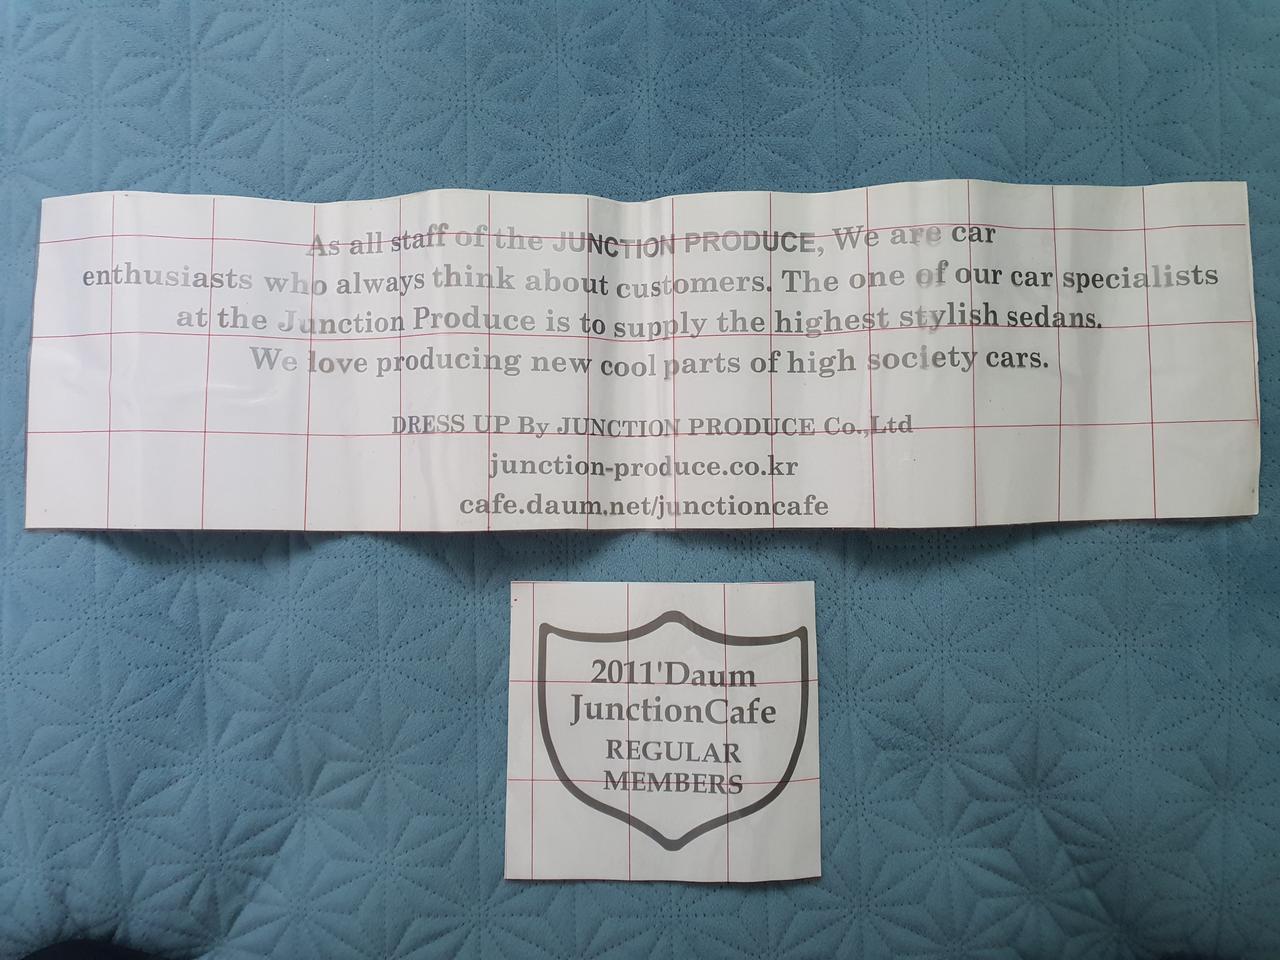 As all staff of the JUNCTION PRODUCE, We are car
enthusiasts who always think about customers. The one of our car specialists
at the Junction Produce is to supply the highest stylish sedans.
We love producing new cool parts of high society cars.
DRESS UP By JUNCTION PRODUCE Co.,Ltd
junction-produce.co.kr
cafe.daum.net/junctioncafe
2011'Daum
JunctionCafe
REGULAR
MEMBERS